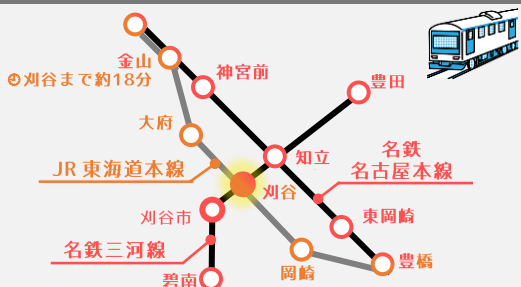 金山
◴刈谷まで約18分
神宮前
豊田
大府
知立
名鉄
名古屋本線
JR東海道本線
刈谷
刈谷市
東岡崎
名鉄三河線
岡崎
豊橋
碧南